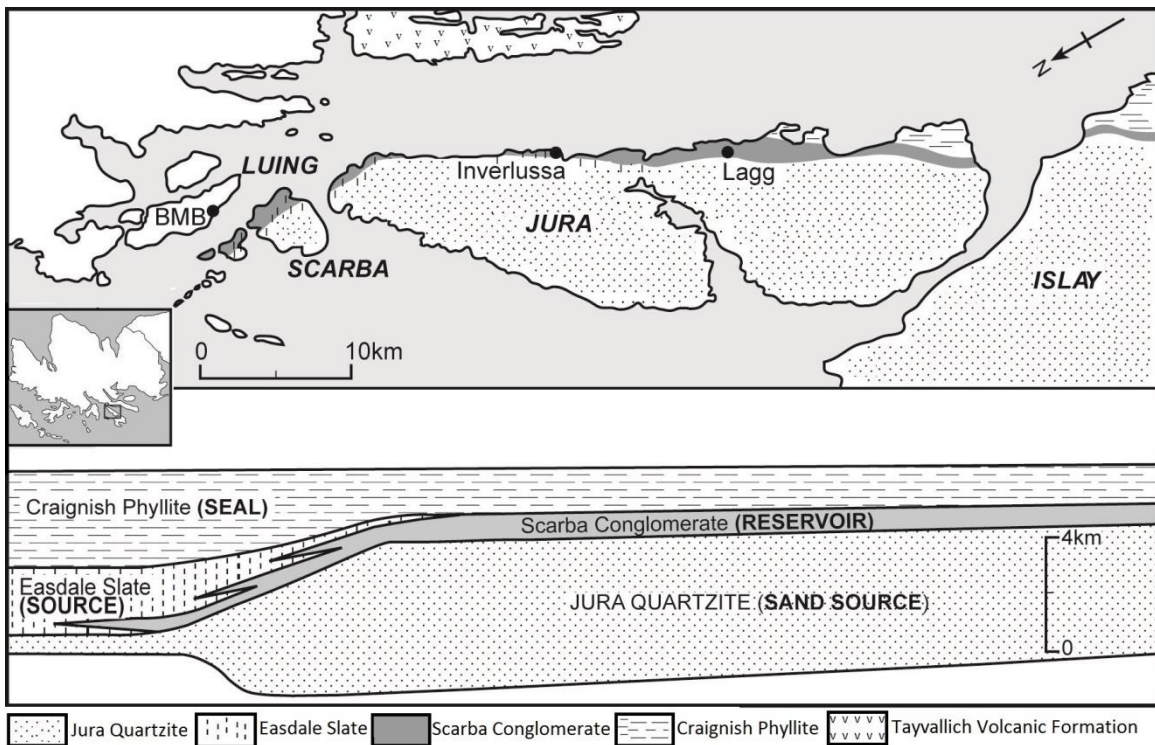 N
LUING
BMB
Inverlussa
Lagg
JURA
SCARBA
ISLAY
0 10km
Craignish Phyllite (SEAL)
Scarba Conglomerate (RESERVOIR)
4km
Easdale Slate
(SOURCE)
JURA QUARTZITE (SAND SOURCE)
0
Jura Quartzite Easdale Slate Scarba Conglomerate Craignish Phyllite Tayvallich Volcanic Formation